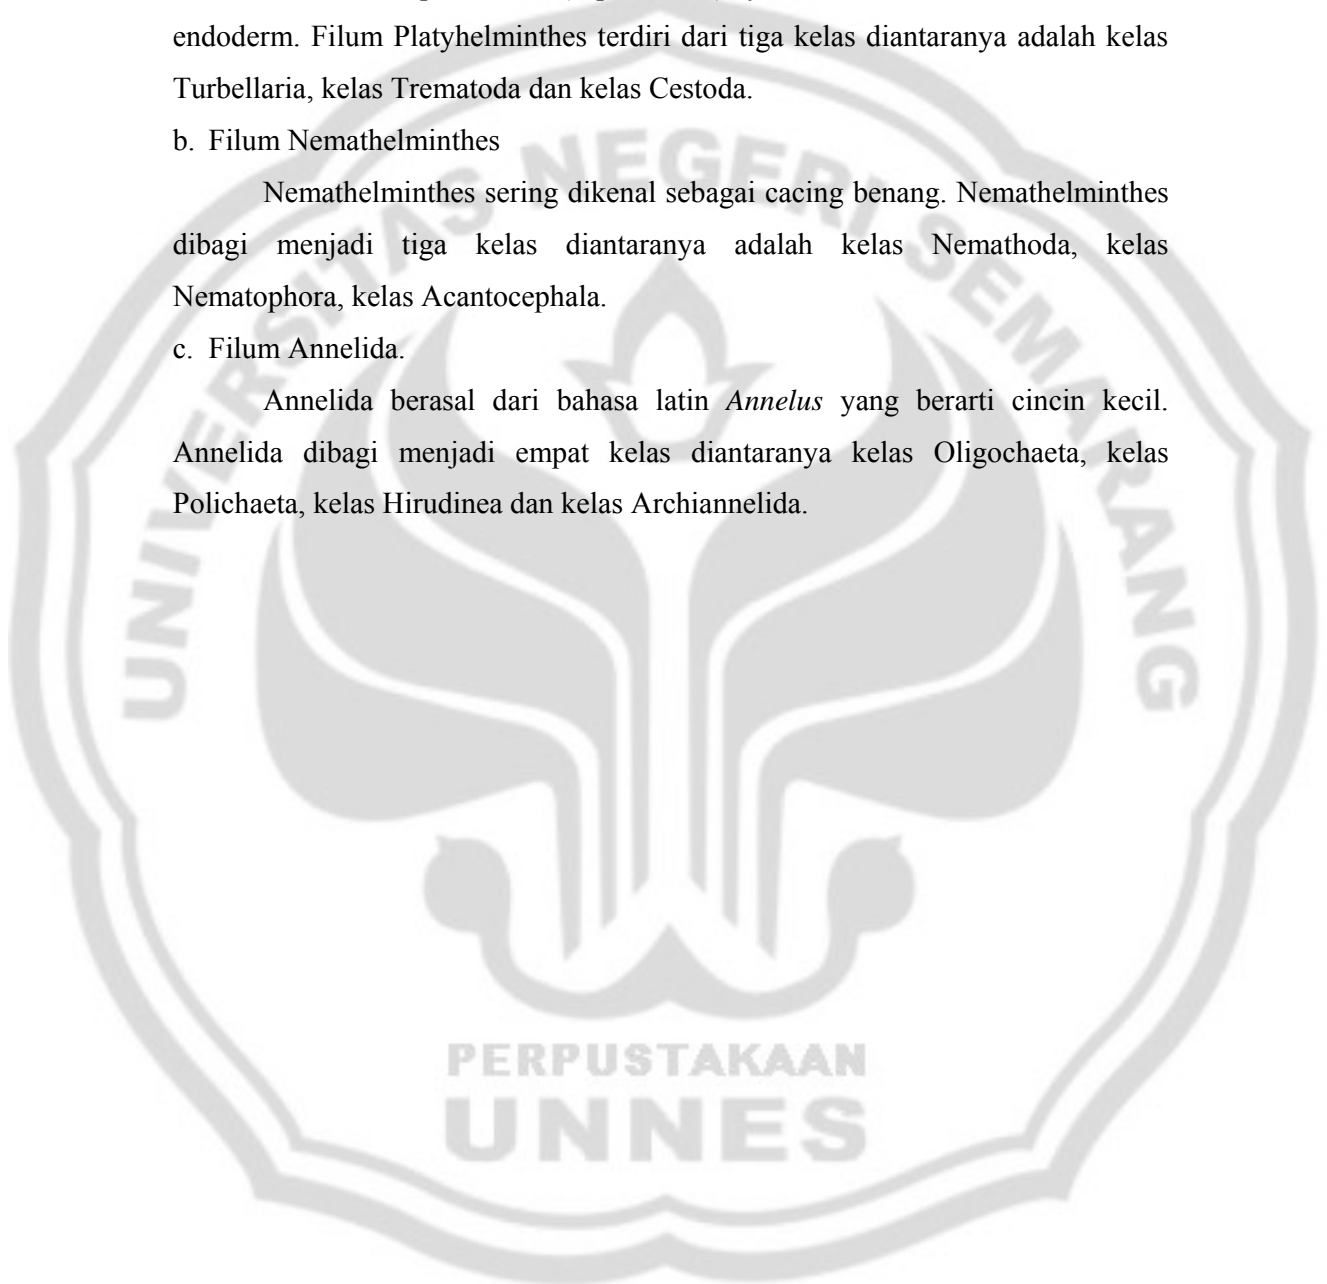 endoderm. Filum Platyhelminthes terdiri dari tiga kelas diantaranya adalah kelas
Turbellaria, kelas Trematoda dan kelas Cestoda.
b. Filum Nemathelminthes
Nemathelminthes sering dikenal sebagai cacing benang. Nemathelminthes
dibagi menjadi tiga kelas diantaranya adalah kelas Nemathoda, kelas
Nematophora, kelas Acantocephala.
c. Filum Annelida.
Annelida berasal dari bahasa latin Annelus yang berarti cincin kecil.
Annelida dibagi menjadi empat kelas diantaranya kelas Oligochaeta, kelas
Polichaeta, kelas Hirudinea dan kelas Archiannelida.
UNIVERSITAS NEGERI SEMARANG
PERPUSTAKAAN
UNNES